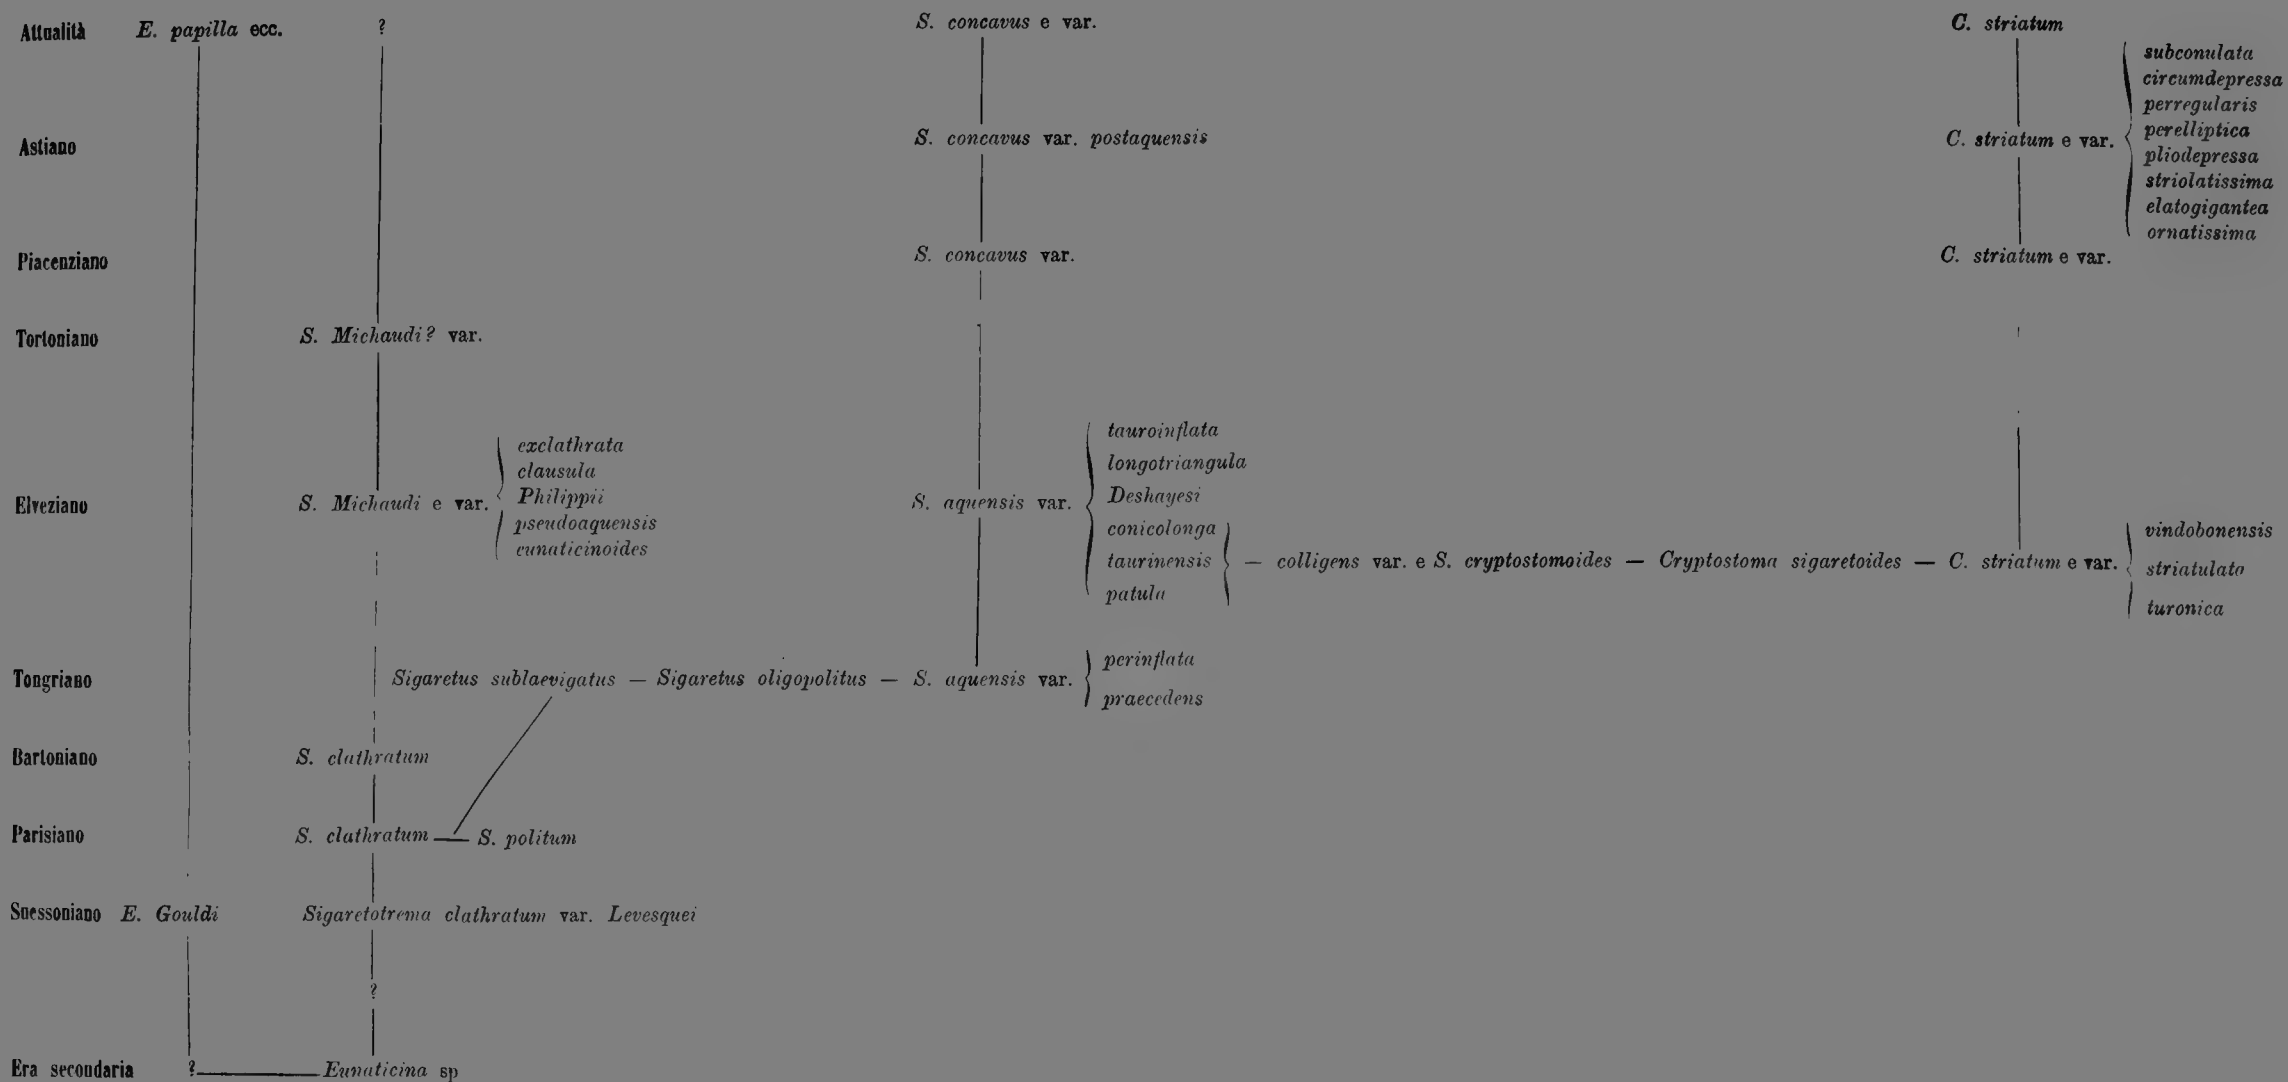 Attualità E. papilla ecc. ? S. concavus e var. C. striatum
subconulata
circumdepressa
perregularis
Astiano S. concavus var. postaquensis C. striatum e var. perelliptica
pliodepressa
striolatissima
elatogigantea
ornatissima
Piacenziano S. concavus var. C. striatum e var.
Tortoniano S. Michaudi? var.
tauroinflata
exclathrata
longotriangula
clausula
Elveziano S. Michaudi e var. Philippii S. aquensis var. Deshayesi
pseudoaquensis conicolonga vindobonensis
eunaticinoides
taurinensis — colligens var. e S. cryptostomoides — Cryptostoma sigaretoides — C. striatum e var. striatulata
patula turonica
perinflata
Tongriano Sigaretus sublaevigatus — Sigaretus oligopolitus — S. aquensis var.
praecedens
Bartoniano S. clathratum
Parisiano S. clathratum — S. politum
Suessoniano E. Gouldi Sigaretotrema clathratum var. Levesquei
?
Era secondaria ? Eunaticina sp